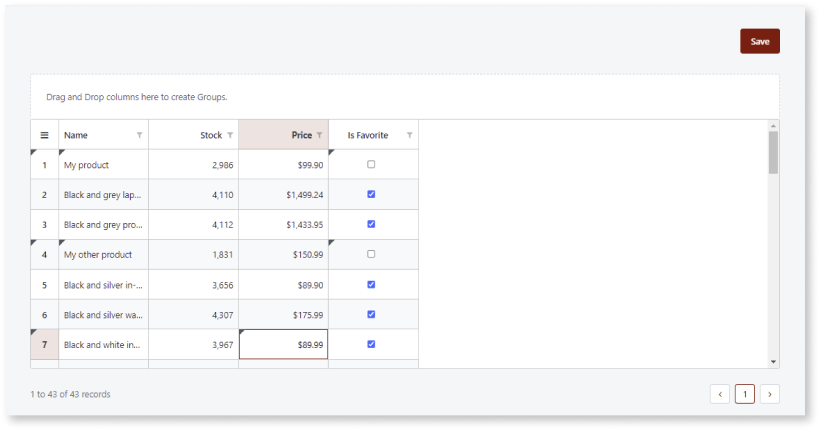 Save
Drag and Drop columns here to create Groups.
Name Stock Price Is Favorite
1 My product 2,986 $99.90
2 Black and grey lap... 4,110 $1,499.24
3 Black and grey pro... 4,112 $1,433.95
4 My other product 1,831 $150.99
5 Black and silver in-... 3,656 $89.90
6 Black and silver wa... 4,307 $175.99
7 Black and white in... 3,967 $89.99
1 to 43 of 43 records 1